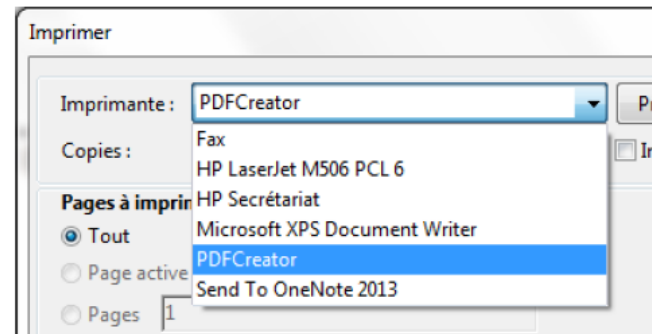 Imprimer
Imprimante : PDFCreator
Copies :
Fax
HP LaserJet M506 PCL 6
HP Secrétariat
Microsoft XPS Document Writer
PDFCreator
Send To OneNote 2013
Pages à
Tout
Page active
Pages 1